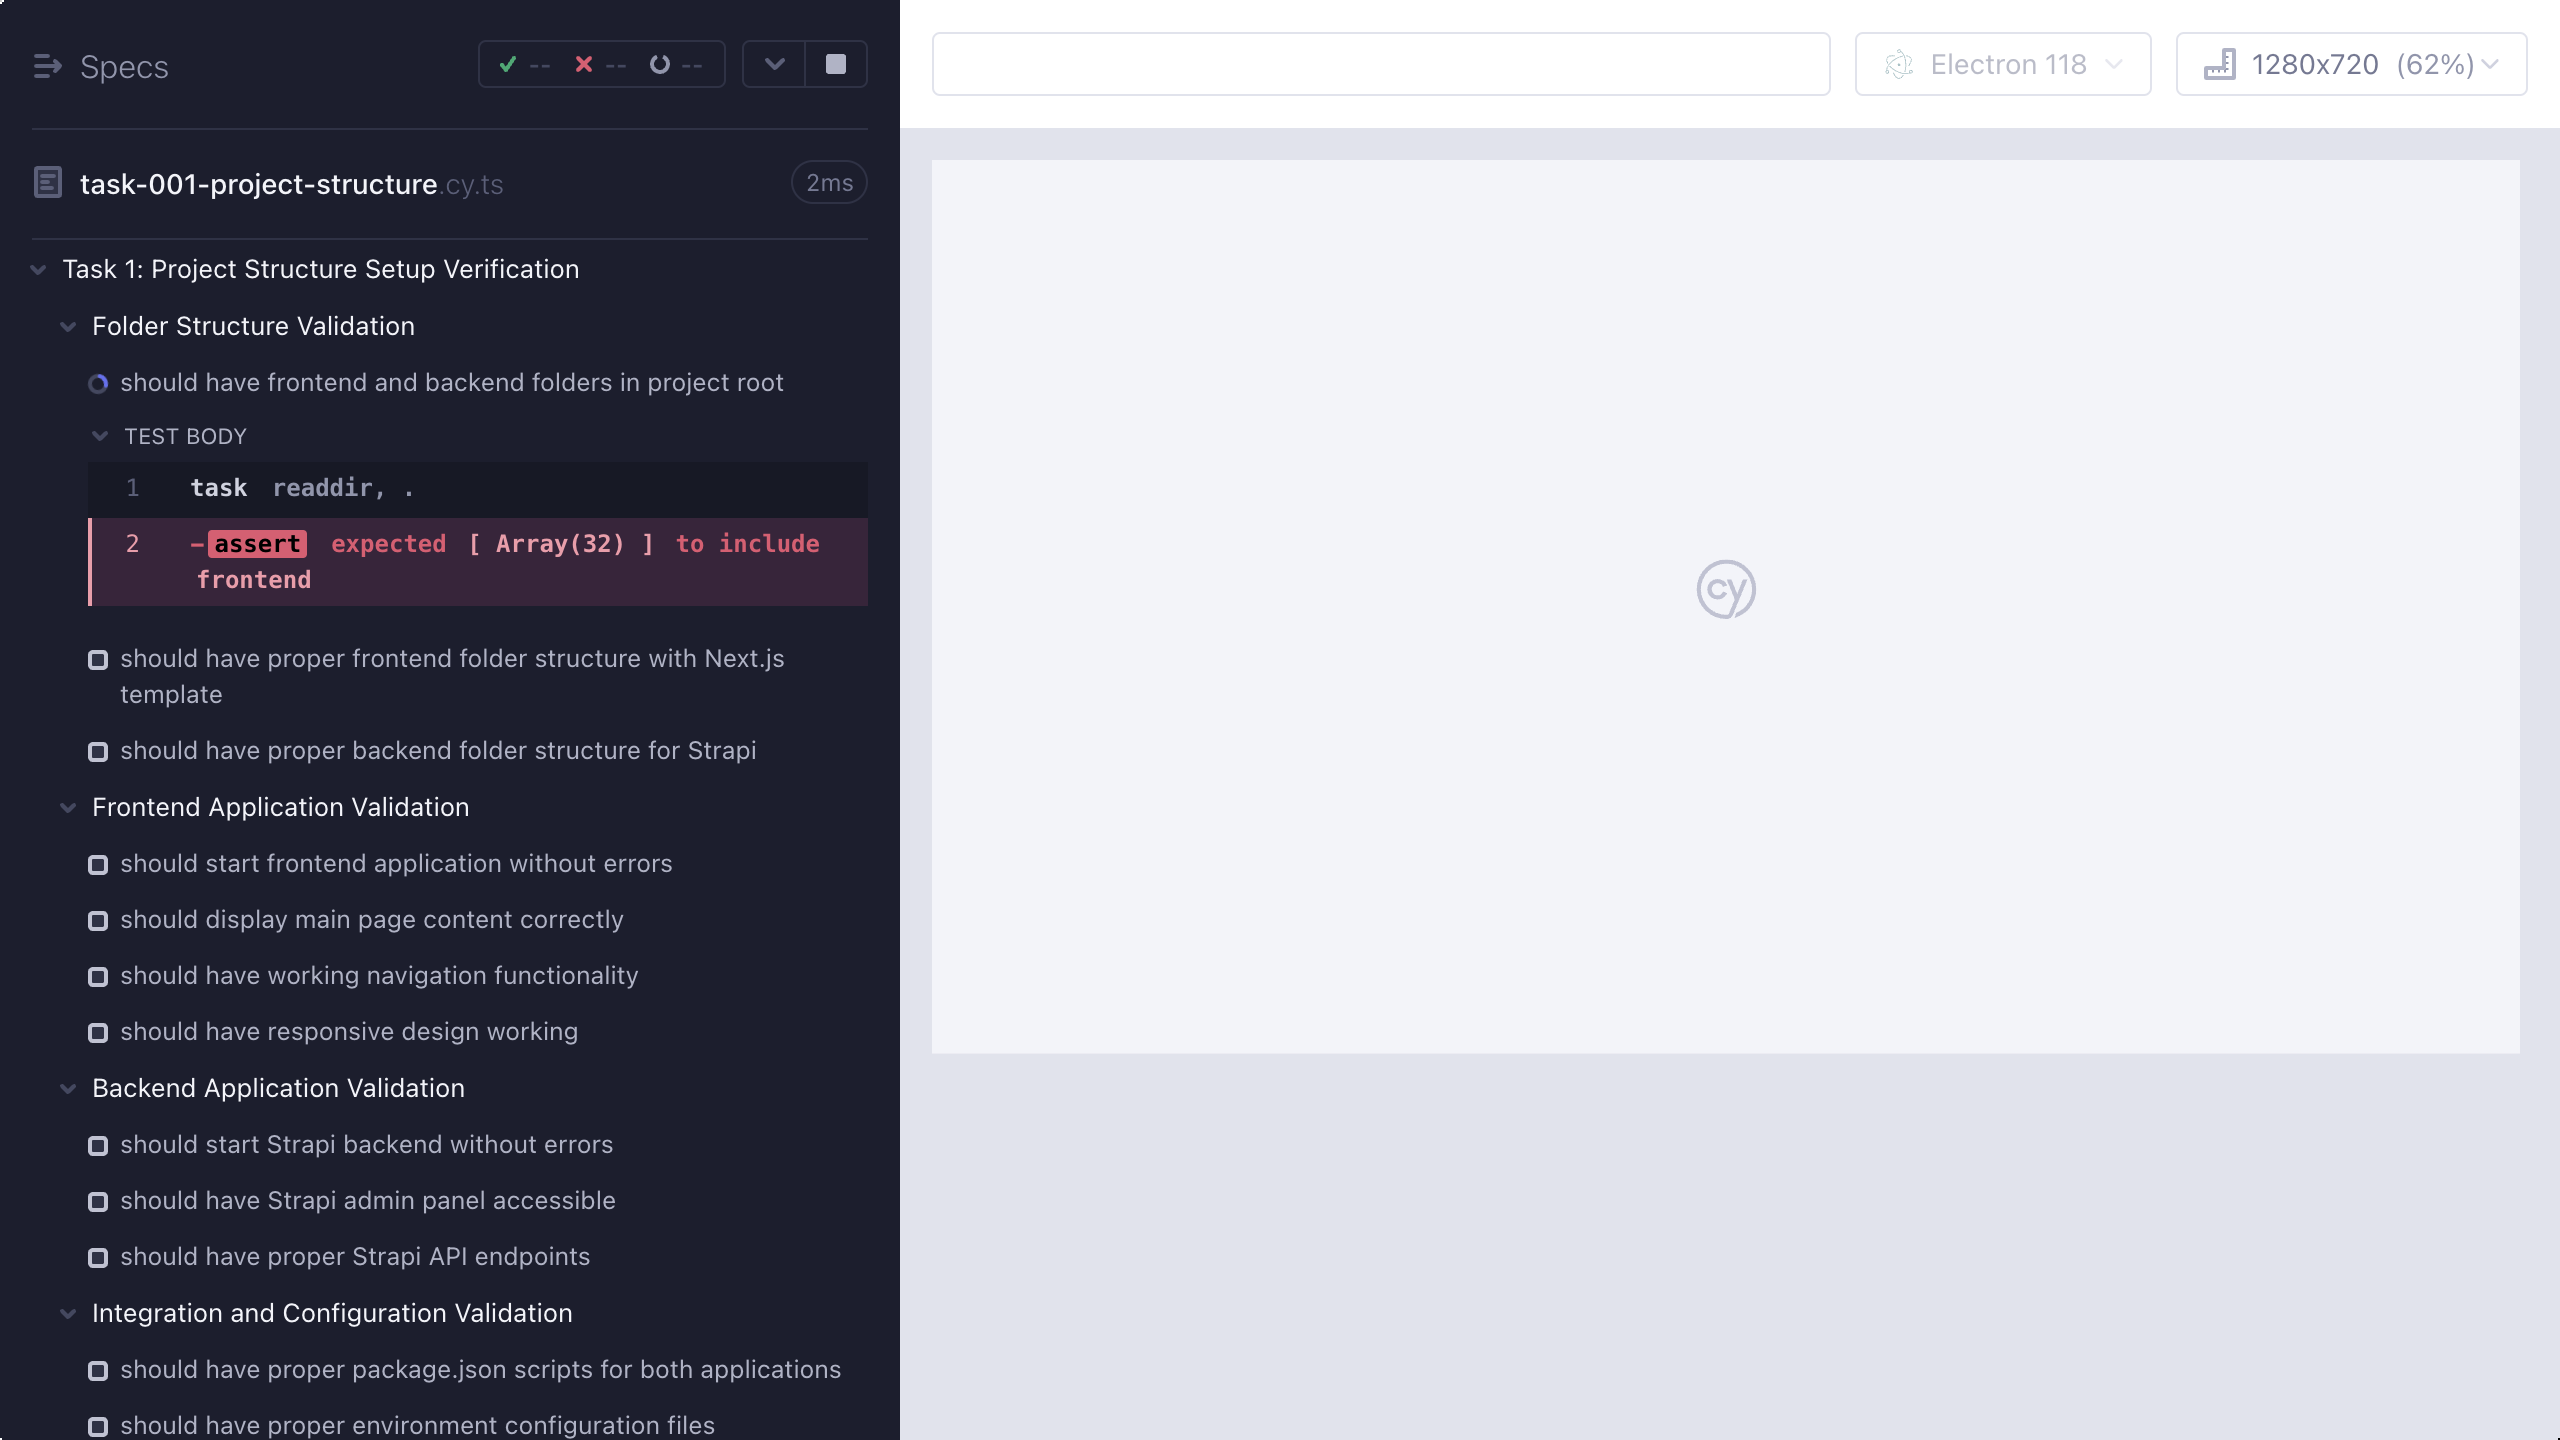 Specs
-- -- --
task-001-project-structure.cy.ts 2ms
Task 1: Project Structure Setup Verification
Folder Structure Validation
should have frontend and backend folders in project root
TEST BODY
1 task readdir, .
2 -assert expected [ Array(32) ] to include
frontend
should have proper frontend folder structure with Next.js
template
should have proper backend folder structure for Strapi
Frontend Application Validation
should start frontend application without errors
should display main page content correctly
should have working navigation functionality
should have responsive design working
Backend Application Validation
should start Strapi backend without errors
should have Strapi admin panel accessible
should have proper Strapi API endpoints
Integration and Configuration Validation
should have proper package.json scripts for both applications
should have proper environment configuration files
Electron 118
1280x720 (62%)
cy